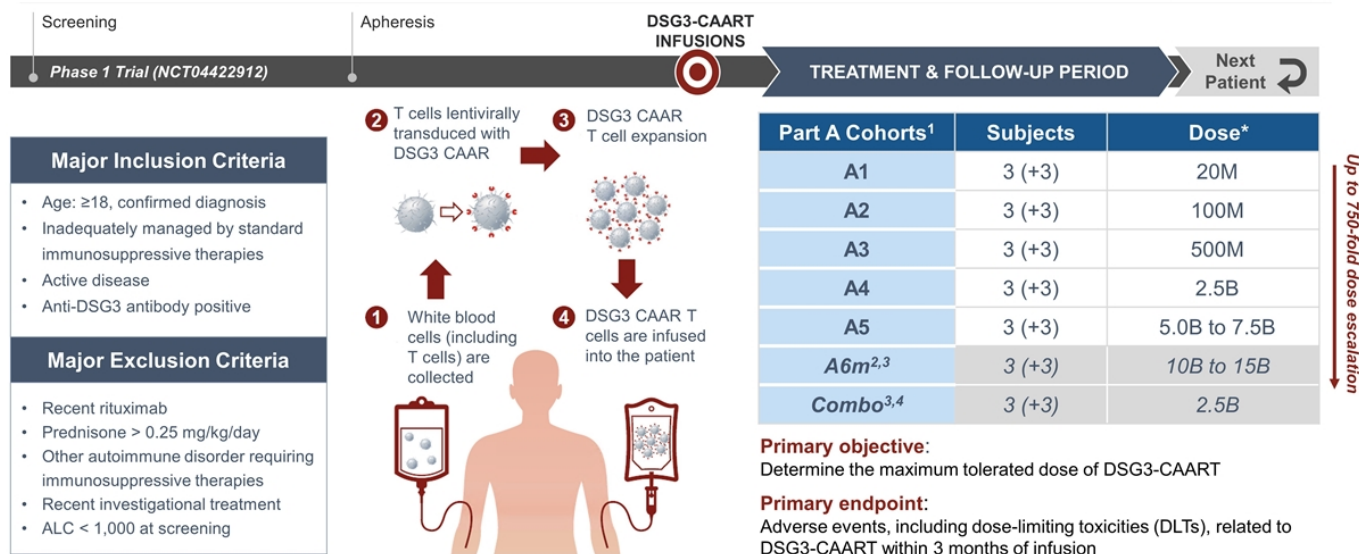 Screening
Apheresis
DSG3-CAART
INFUSIONS
Phase 1 Trial (NCT04422912)
TREATMENT & FOLLOW-UP PERIOD
Next
Patient
Major Inclusion Criteria
• Age: ≥18, confirmed diagnosis
• Inadequately managed by standard
immunosuppressive therapies
• Active disease
• Anti-DSG3 antibody positive
Major Exclusion Criteria
• Recent rituximab
• Prednisone > 0.25 mg/kg/day
• Other autoimmune disorder requiring
immunosuppressive therapies
• Recent investigational treatment
• ALC < 1,000 at screening
1 White blood
cells (including
T cells) are
collected
2 T cells lentivirally
transduced with
DSG3 CAAR
3 DSG3 CAAR
T cell expansion
4 DSG3 CAAR T
cells are infused
into the patient
Part A Cohorts¹ Subjects Dose*
A1 3 (+3) 20M
A2 3 (+3) 100M
A3 3 (+3) 500M
A4 3 (+3) 2.5B
A5 3 (+3) 5.0B to 7.5B
A6m²,³ 3 (+3) 10B to 15B
Combo³,⁴ 3 (+3) 2.5B
Up to 750-fold dose escalation
Primary objective:
Determine the maximum tolerated dose of DSG3-CAART
Primary endpoint:
Adverse events, including dose-limiting toxicities (DLTs), related to
DSG3-CAART within 3 months of infusion